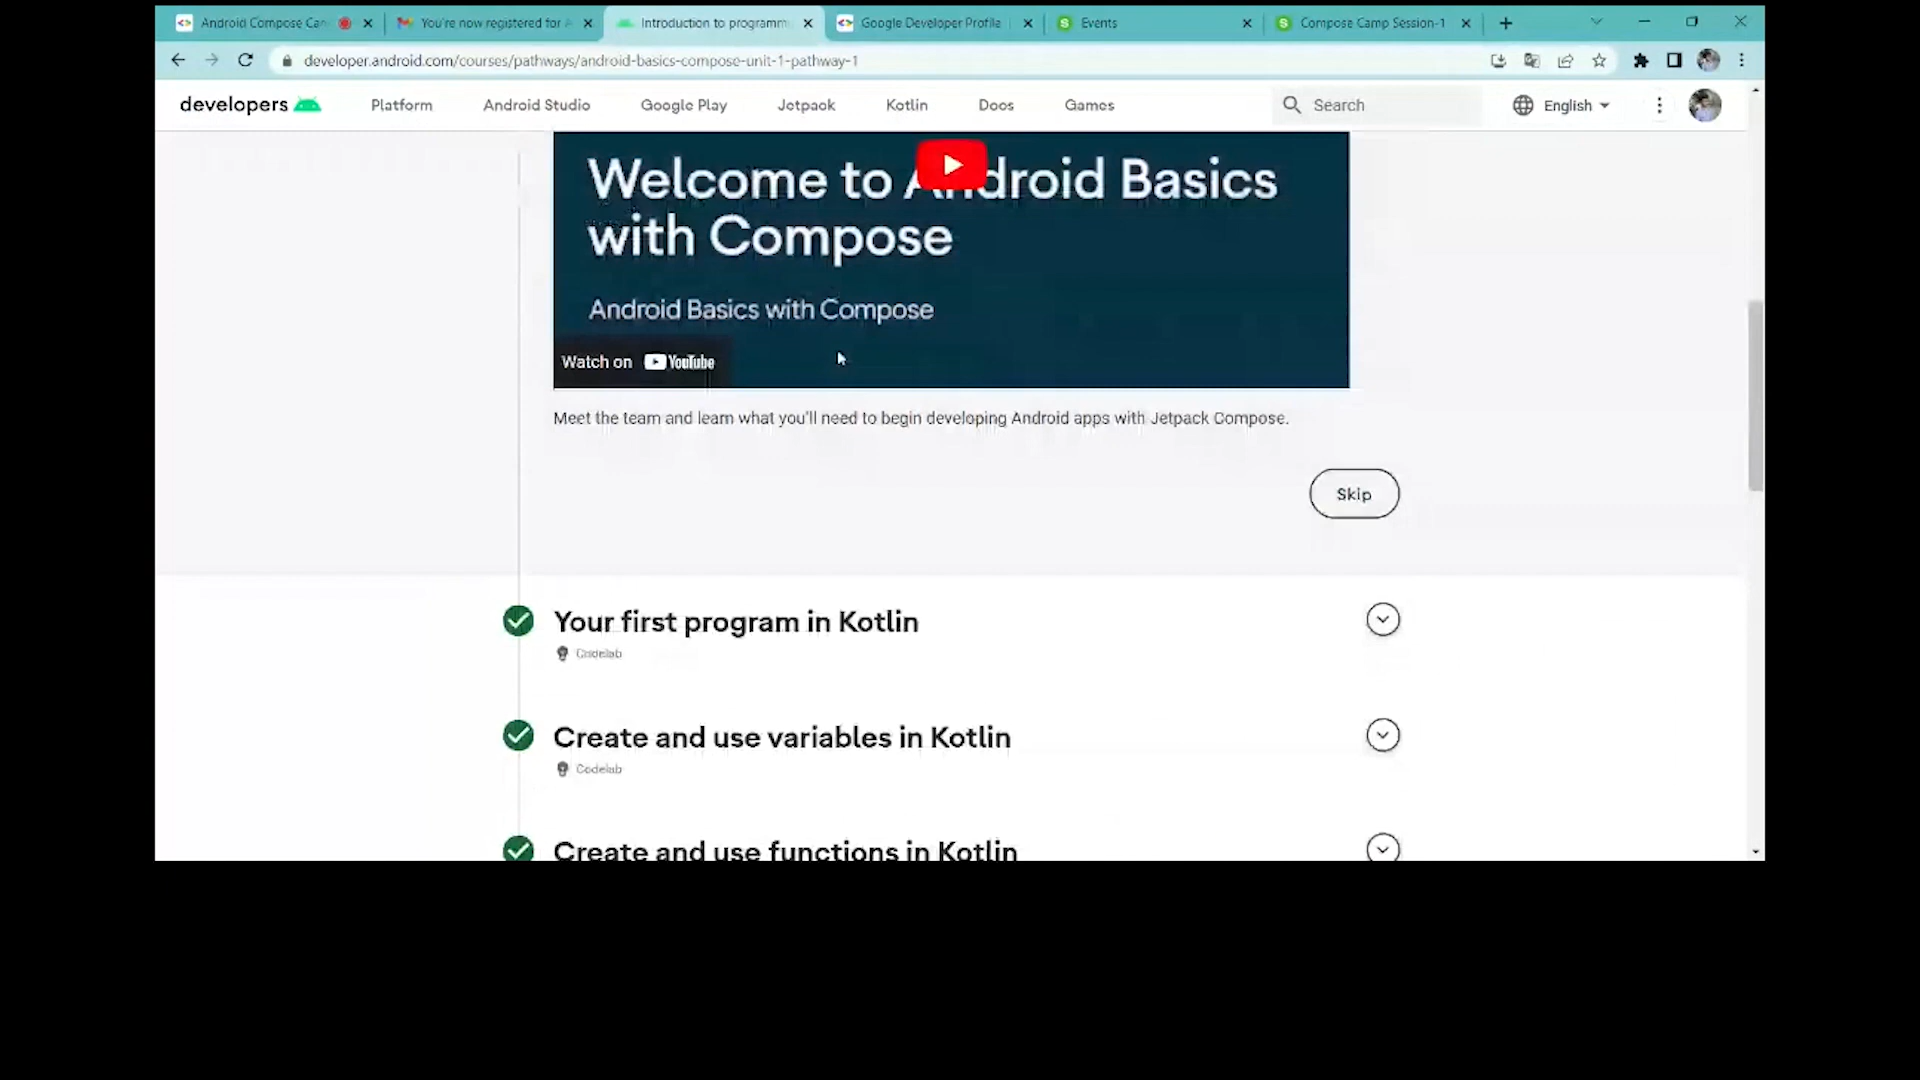 Android Compose Can
You're now registered for A
Introduction to programm
Google Developer Profile
Events
Compose Camp Session-1
developer.android.com/courses/pathways/android-basics-compose-unit-1-pathway-1
developers
Platform
Android Studio
Google Play
Jetpack
Kotlin
Docs
Games
Search
English
Welcome to Android Basics
with Compose
Android Basics with Compose
Watch on YouTube
Meet the team and learn what you'll need to begin developing Android apps with Jetpack Compose.
Skip
Your first program in Kotlin
Codelab
Create and use variables in Kotlin
Codelab
Create and use functions in Kotlin